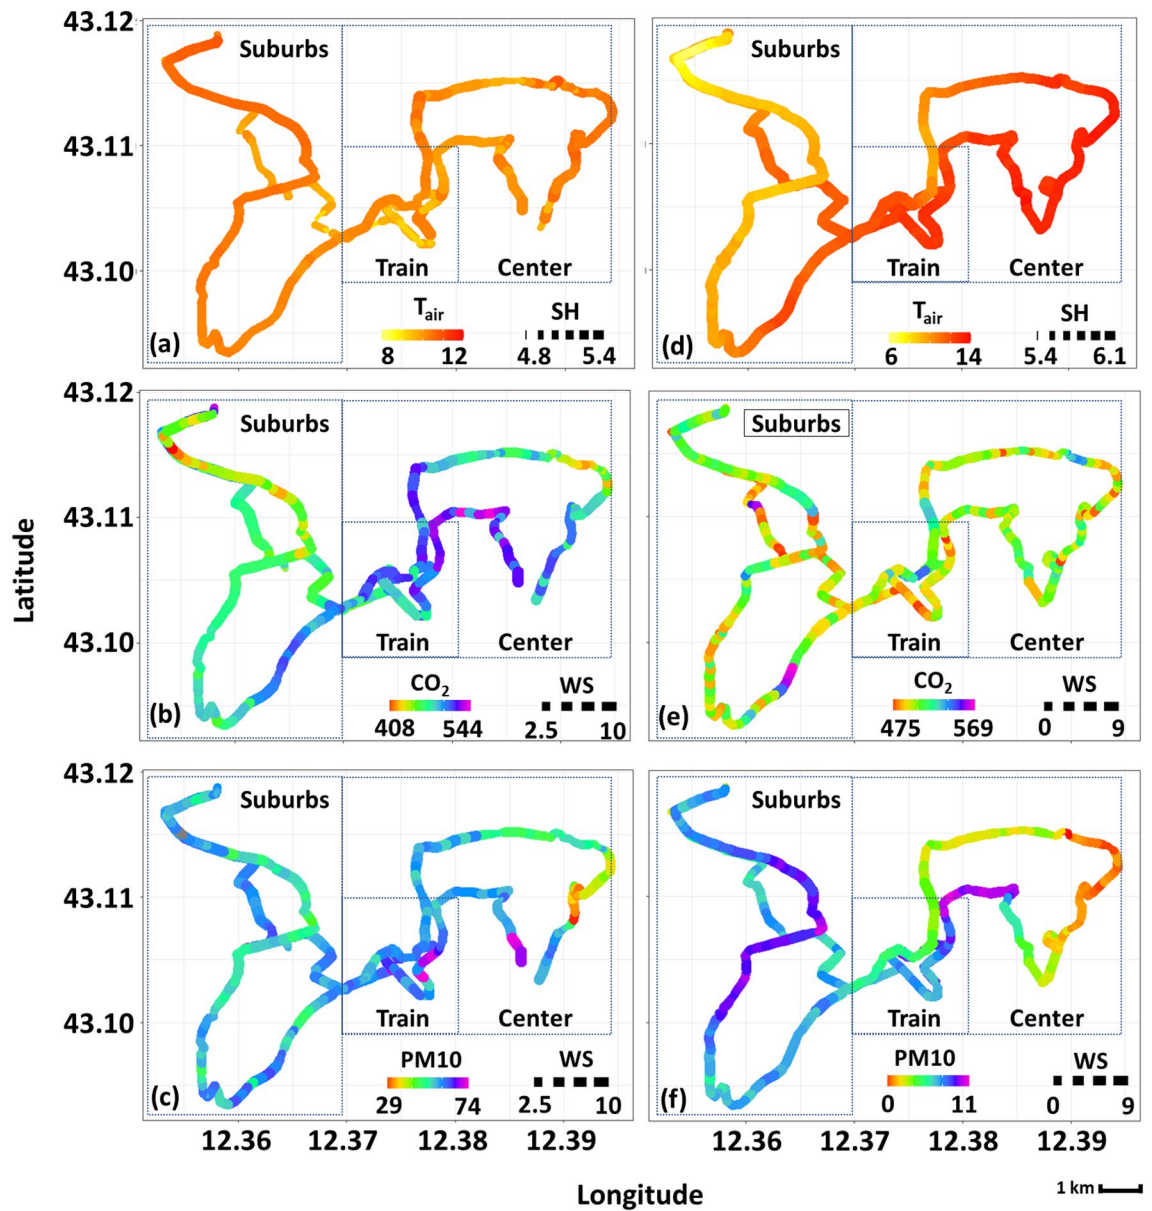 43.12
43.11
43.10
Suburbs
Train
Center
(a)
T_air
8 12
SH
4.8 5.4
Suburbs
Train
Center
(d)
T_air
6 14
SH
5.4 6.1
43.12
43.11
43.10
Suburbs
Train
Center
(b)
CO₂
408 544
WS
2.5 10
Suburbs
Train
Center
(e)
CO₂
475 569
WS
0 9
43.12
43.11
43.10
Suburbs
Train
Center
(c)
PM10
29 74
WS
2.5 10
Suburbs
Train
Center
(f)
PM10
0 11
WS
0 9
Latitude
12.36 12.37 12.38 12.39
12.36 12.37 12.38 12.39
Longitude
1 km